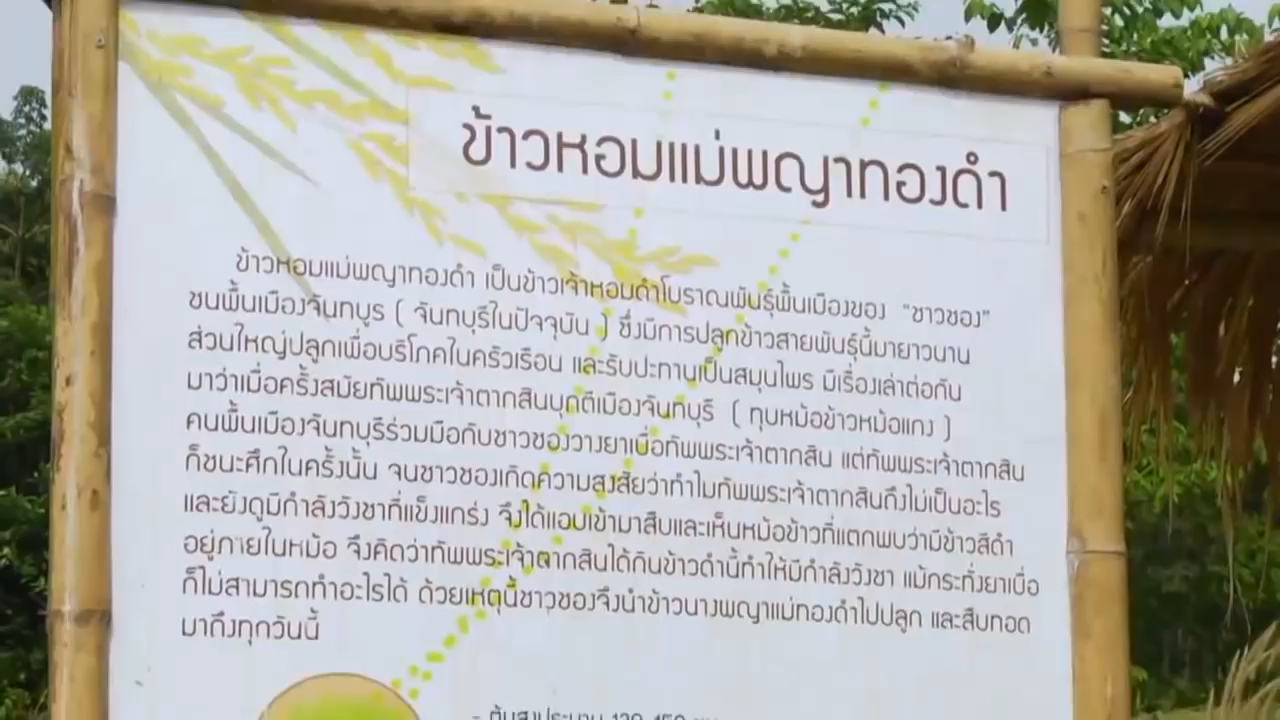 ข้าวหอมแม่พญาทองดำ
ข้าวหอมแม่พญาทองดำ เป็นข้าวเจ้าหอมดำโบราณพันธุ์พื้นเมืองของ "ชาวชอง"
ชนพื้นเมืองจันทบูร ( จันทบุรีในปัจจุบัน ) ซึ่งมีการปลูกข้าวสายพันธุ์นี้มายาวนาน
ส่วนใหญ่ปลูกเพื่อบริโภคในครัวเรือน และรับประทานเป็นสมุนไพร มีเรื่องเล่าต่อกัน
มาว่าเมื่อครั้งสมัยทัพพระเจ้าตากสินบุกตีเมืองจันทบุรี ( ทุบหม้อข้าวหม้อแกง )
คนพื้นเมืองจันทบุรีร่วมมือกับชาวชองวางยาเบื่อทัพพระเจ้าตากสิน แต่ทัพพระเจ้าตากสิน
ก็ชนะศึกในครั้งนั้น จนชาวชองเกิดความสงสัยว่าทำไมทัพพระเจ้าตากสินถึงไม่เป็นอะไร
และยังดูมีกำลังวังชาที่แข็งแกร่ง จึงได้แอบเข้ามาสืบและเห็นหม้อข้าวที่แตกพบว่ามีข้าวสีดำ
อยู่ภายในหม้อ จึงคิดว่าทัพพระเจ้าตากสินได้กินข้าวดำนี้ทำให้มีกำลังวังชา แม้กระทั่งยาเบื่อ
ก็ไม่สามารถทำอะไรได้ ด้วยเหตุนี้ชาวชองจึงนำข้าวนางพญาแม่ทองดำไปปลูก และสืบทอด
มาถึงทุกวันนี้
- ต้นสูงประมาณ 120-150